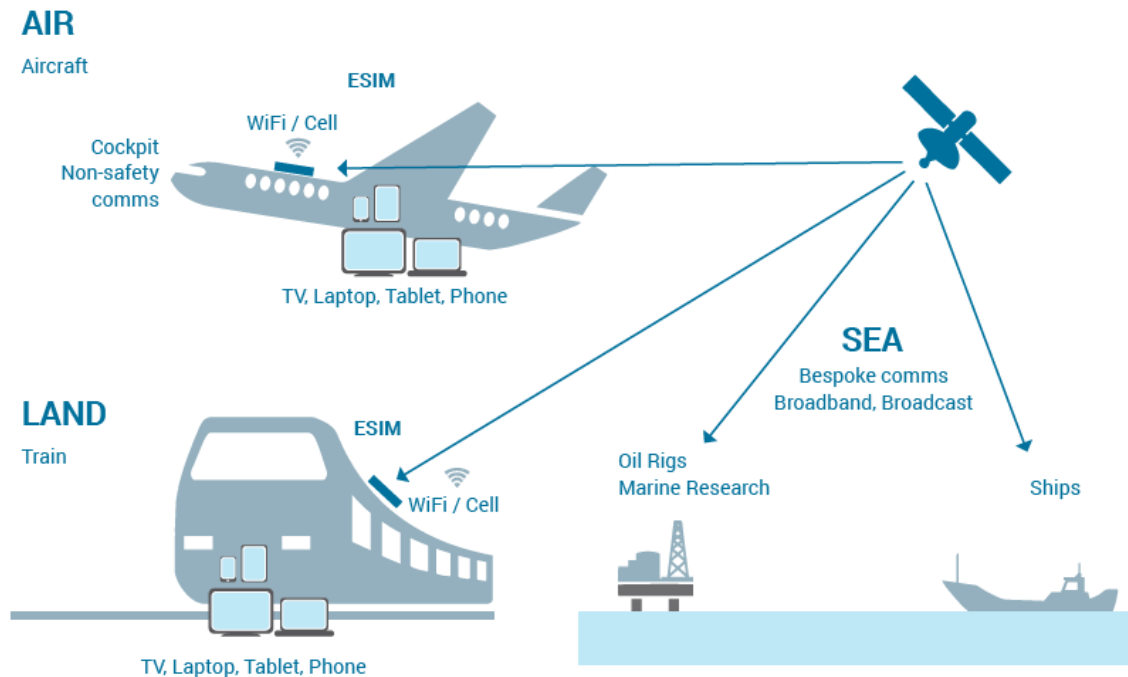 AIR
Aircraft
ESIM
WiFi / Cell
Cockpit
Non-safety
comms
TV, Laptop, Tablet, Phone
SEA
Bespoke comms
Broadband, Broadcast
LAND
Train
ESIM
WiFi / Cell
Oil Rigs
Marine Research
Ships
TV, Laptop, Tablet, Phone